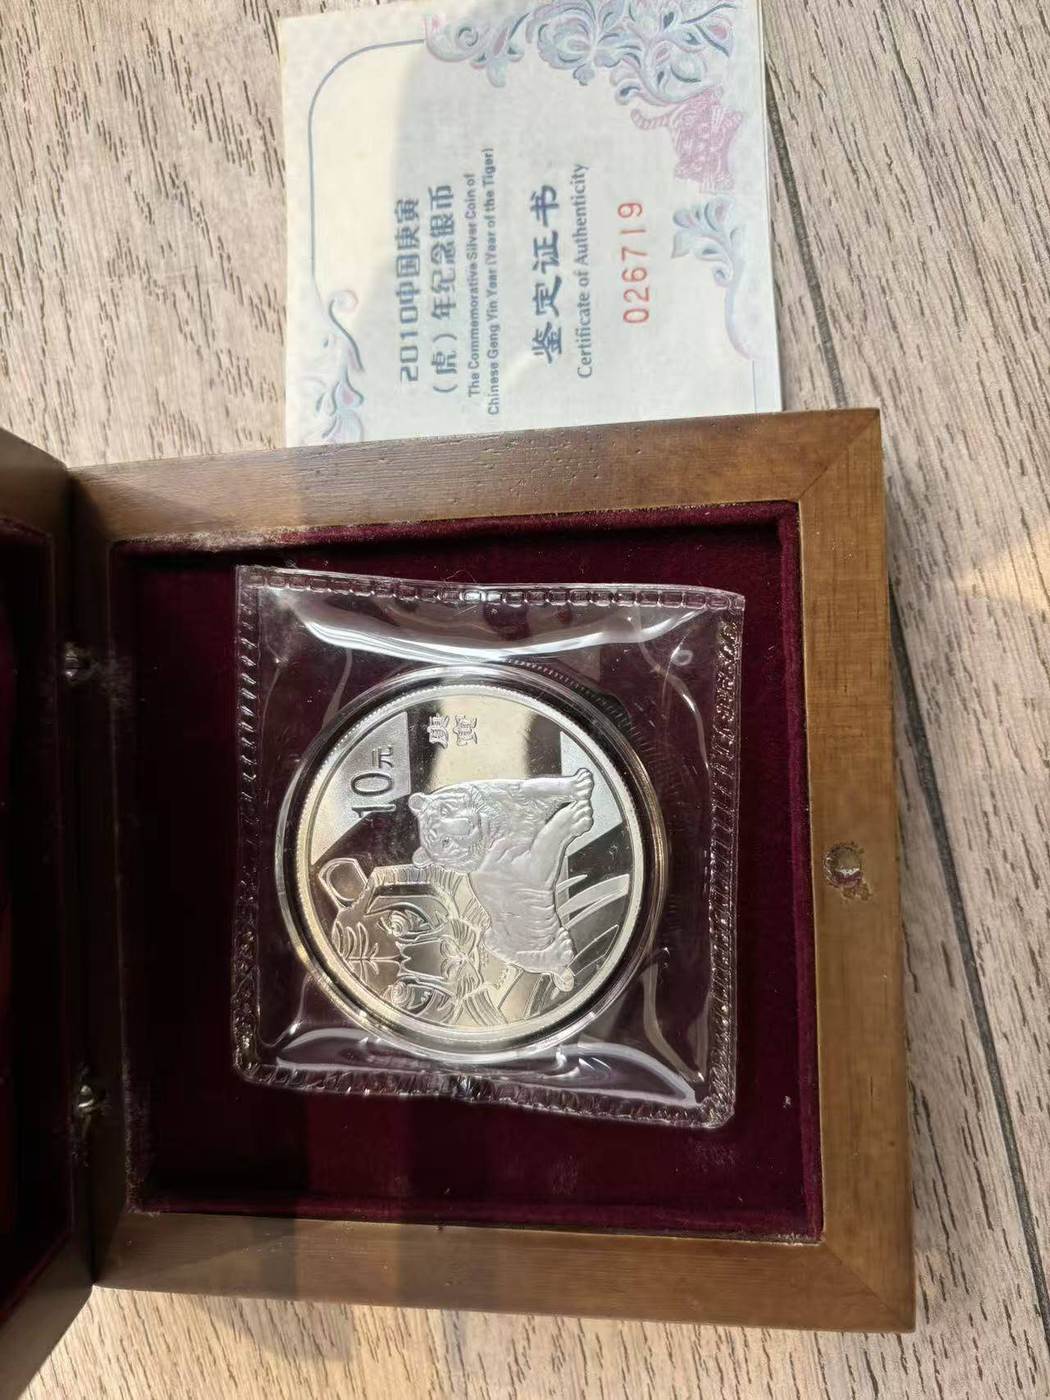 2010中国庚寅
（虎）年纪念银币
The Commemorative Silver Coin of
Chinese Geng Yin Year (Year of the Tiger)
鉴定证书
Certificate of Authenticity
026719
10元
庚寅